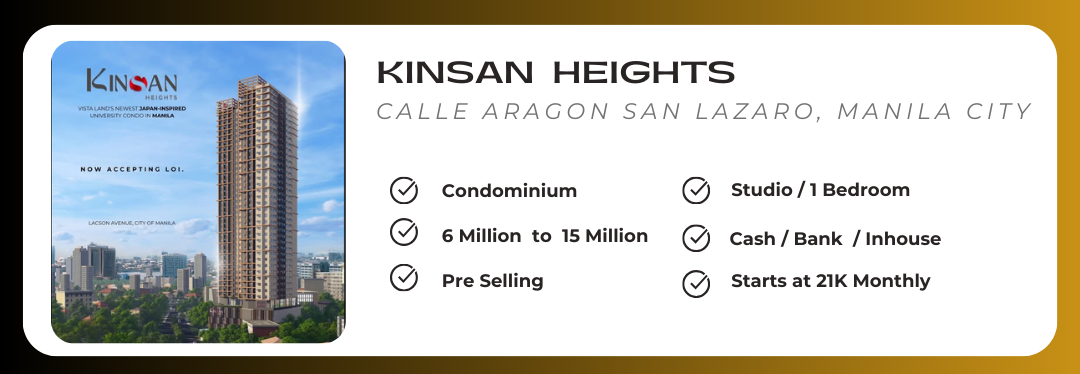 KINSAN
HEIGHTS
VISTA LAND'S NEWEST JAPAN-INSPIRED
UNIVERSITY CONDO IN MANILA
NOW ACCEPTING LOI.
LACSON AVENUE, CITY OF MANILA
KINSAN HEIGHTS
CALLE ARAGON SAN LAZARO, MANILA CITY
Condominium
6 Million to 15 Million
Pre Selling
Studio / 1 Bedroom
Cash / Bank / Inhouse
Starts at 21K Monthly